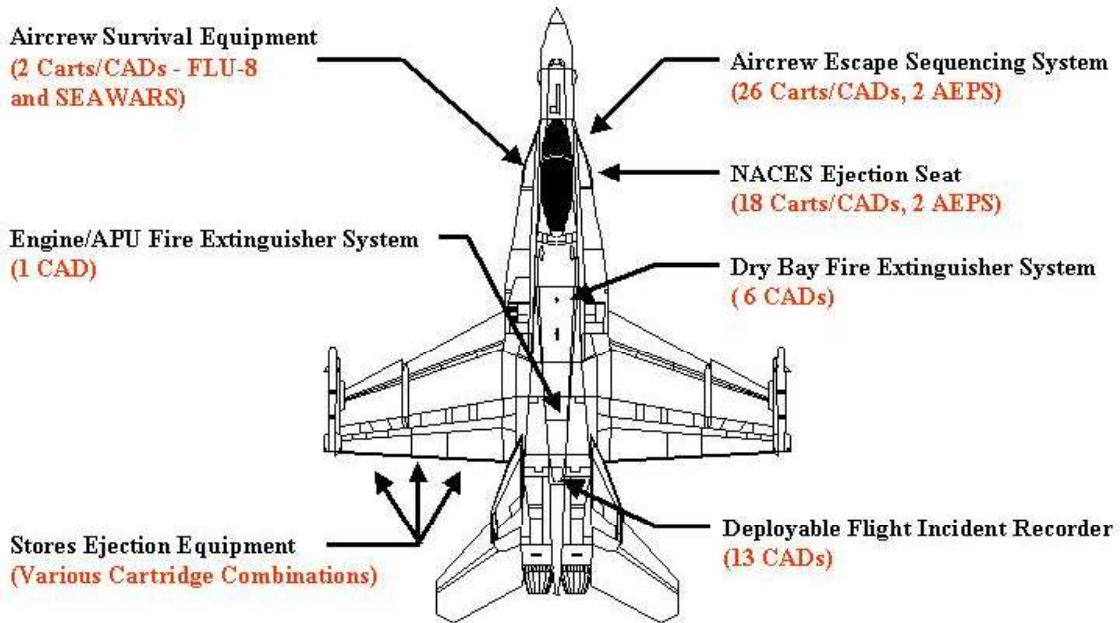 Aircrew Survival Equipment
(2 Carts/CADs - FLU-8
and SEAWARS)
Aircrew Escape Sequencing System
(26 Carts/CADs, 2 AEPS)
NACES Ejection Seat
(18 Carts/CADs, 2 AEPS)
Engine/APU Fire Extinguisher System
(1 CAD)
Dry Bay Fire Extinguisher System
( 6 CADs)
Stores Ejection Equipment
(Various Cartridge Combinations)
Deployable Flight Incident Recorder
(13 CADs)